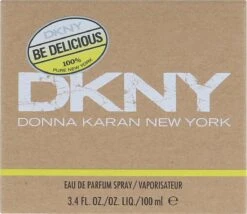 DKNY
BE DELICIOUS
100%
PURE NEW YORK
DKNY
DONNA KARAN NEW YORK
EAU DE PARFUM SPRAY/ VAPORISATEUR
3.4 FL. OZ./OZ. LIQ./100 ml ℮